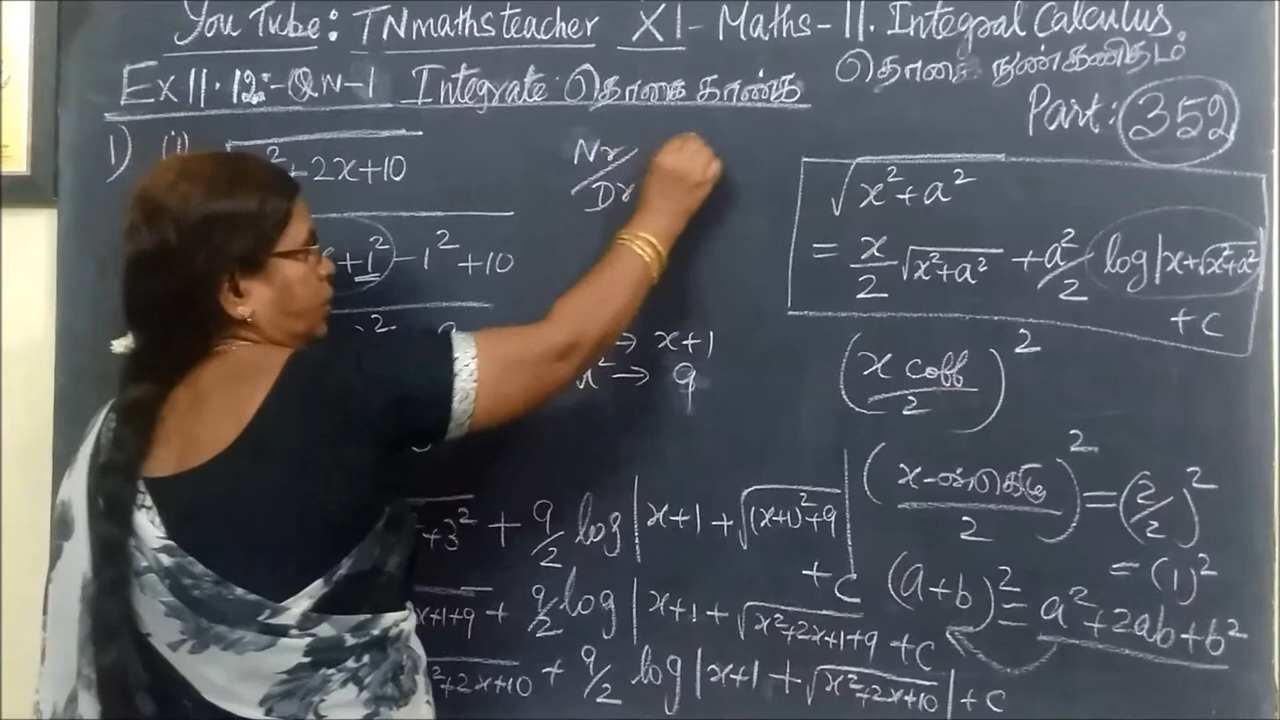 You Tube: TNmathsteacher XI - Maths - 11. Integral Calculus.
தொகை நுண்கணிதம்
Ex 11.12:- QN-1 Integrate தொகை காண்க
Part: 352
1) (i) √ ²+2x+10
Nr/Dr
√x²+a²
+1²-1²+10
= x/2 √x²+a² + a²/2 log|x+√x²+a²|
+c
→ x+1
a² → 9
(x coff/2)²
(x-ன்கெழு/2)² = (2/2)²
= (1)²
+3² + 9/2 log|x+1+√(x+1)²+9|
+c
(a+b)² = a²+2ab+b²
x+1+9 + 9/2 log|x+1+√x²+2x+1+9 +c
²+2x+10 + 9/2 log|x+1+√x²+2x+10|+c